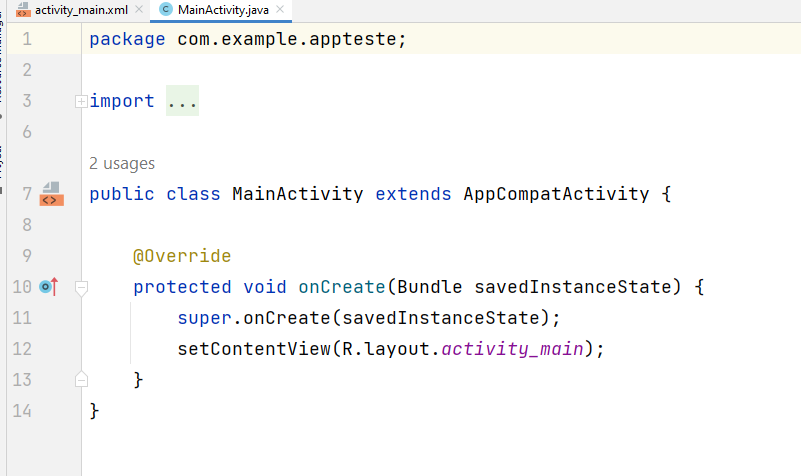 activity_main.xml MainActivity.java
1 package com.example.appteste;
2
3 import ...
6
2 usages
7 public class MainActivity extends AppCompatActivity {
8
9 @Override
10 protected void onCreate(Bundle savedInstanceState) {
11 super.onCreate(savedInstanceState);
12 setContentView(R.layout.activity_main);
13 }
14 }